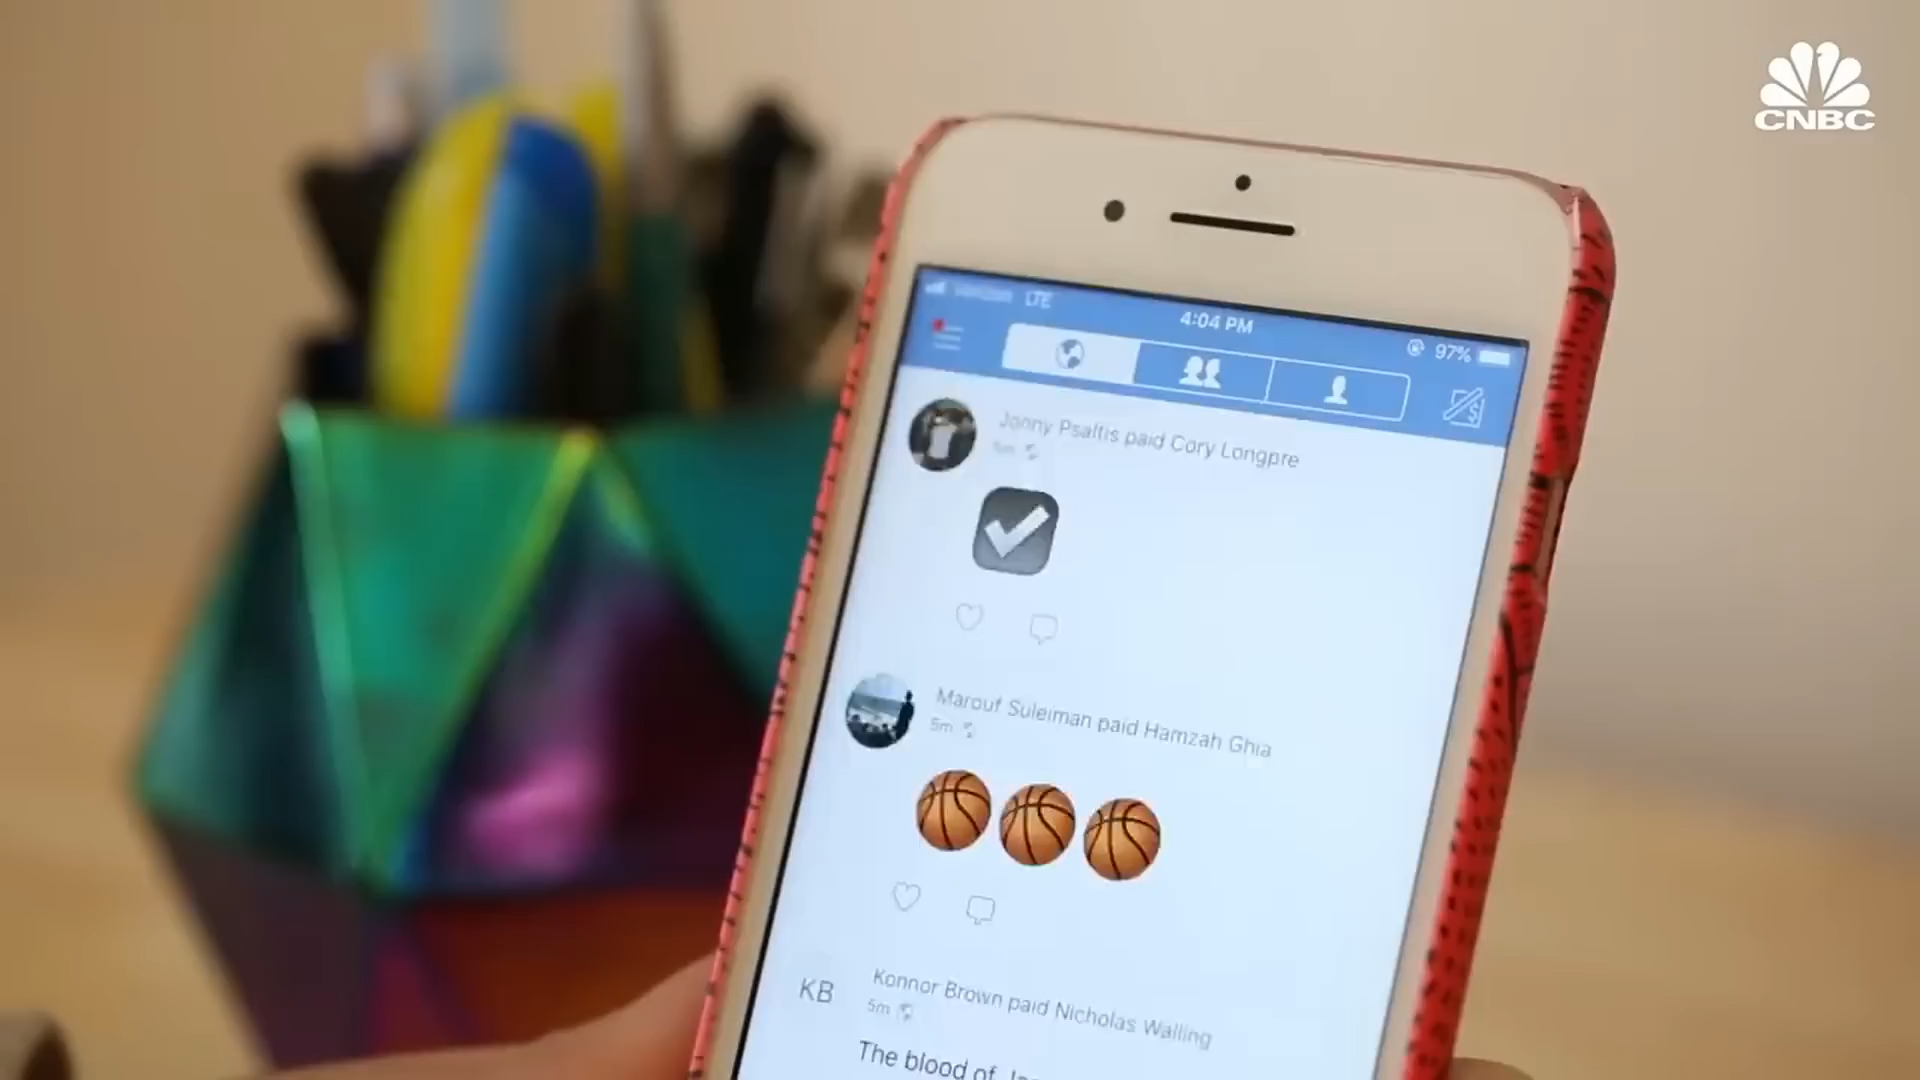 CNBC
LTE
4:04 PM
97%
Jonny Psaltis paid Cory Longpre
Marouf Suleiman paid Hamzah Ghia
5m
KB
Konnor Brown paid Nicholas Walling
5m
The blood of